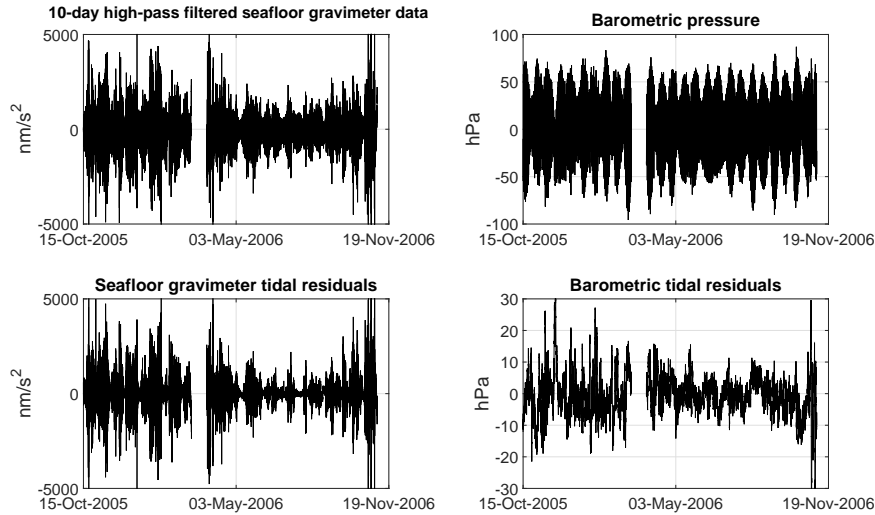 10-day high-pass filtered seafloor gravimeter data
5000
0
-5000
nm/s²
15-Oct-2005 03-May-2006 19-Nov-2006
Barometric pressure
100
50
0
-50
-100
hPa
15-Oct-2005 03-May-2006 19-Nov-2006
Seafloor gravimeter tidal residuals
5000
0
-5000
nm/s²
15-Oct-2005 03-May-2006 19-Nov-2006
Barometric tidal residuals
30
20
10
0
-10
-20
-30
hPa
15-Oct-2005 03-May-2006 19-Nov-2006